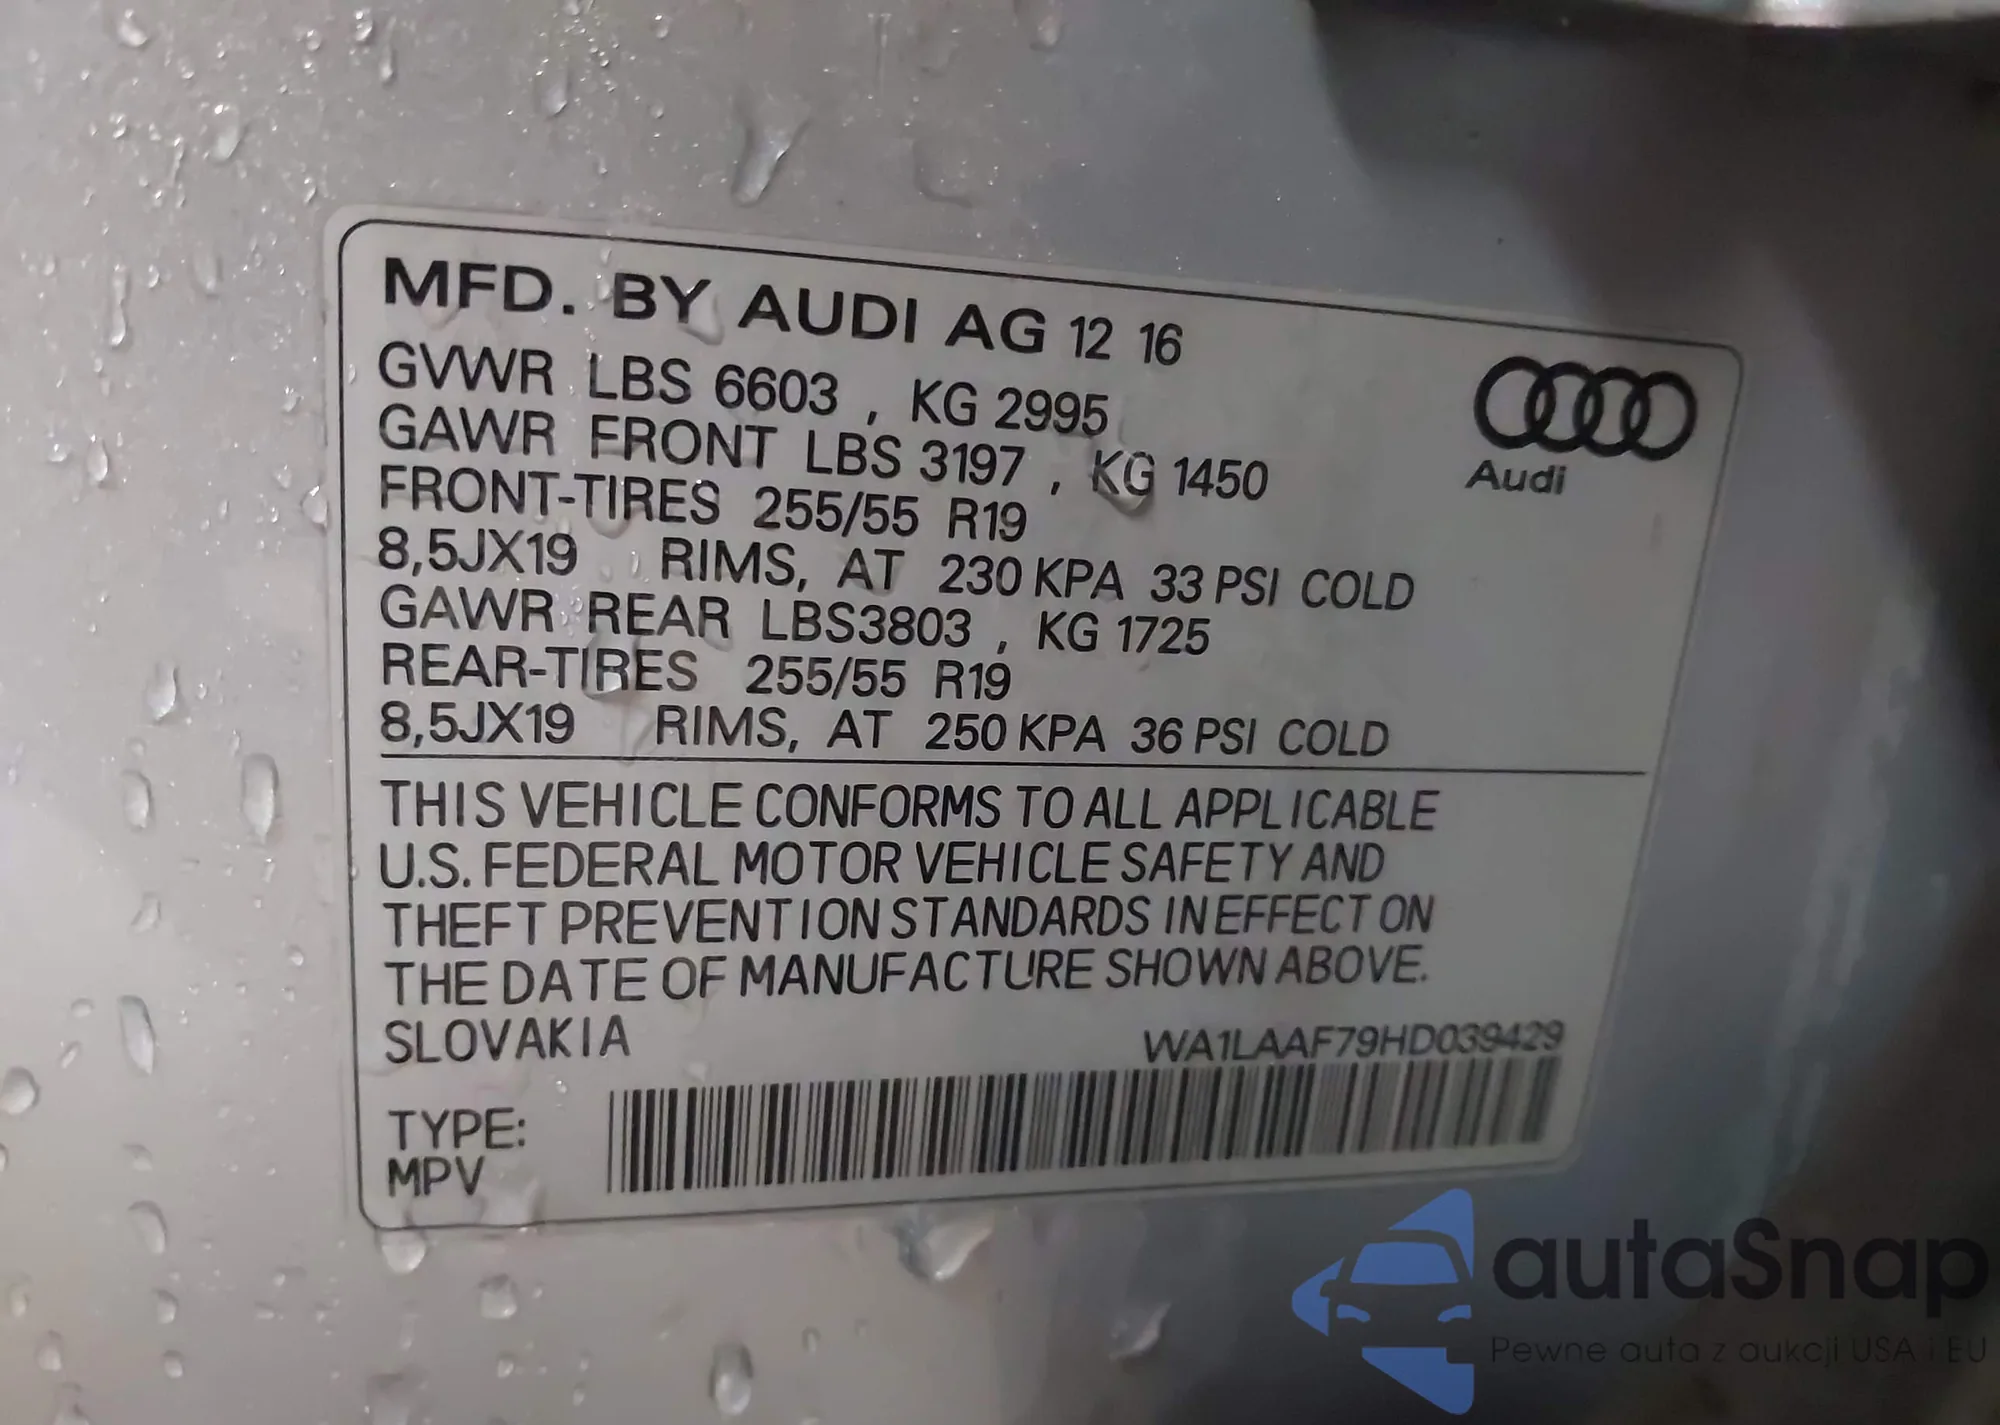 MFD. BY AUDI AG 12 16
GVWR LBS 6603 , KG 2995
GAWR FRONT LBS 3197 , KG 1450
FRONT-TIRES 255/55 R19
8,5JX19 RIMS, AT 230 KPA 33 PSI COLD
GAWR REAR LBS3803 , KG 1725
REAR-TIRES 255/55 R19
8,5JX19 RIMS, AT 250 KPA 36 PSI COLD
Audi
THIS VEHICLE CONFORMS TO ALL APPLICABLE
U.S. FEDERAL MOTOR VEHICLE SAFETY AND
THEFT PREVENTION STANDARDS IN EFFECT ON
THE DATE OF MANUFACTURE SHOWN ABOVE.
SLOVAKIA WA1LAAF79HD039429
TYPE:
MPV
autaSnap
Pewne auta z aukcji USA i EU